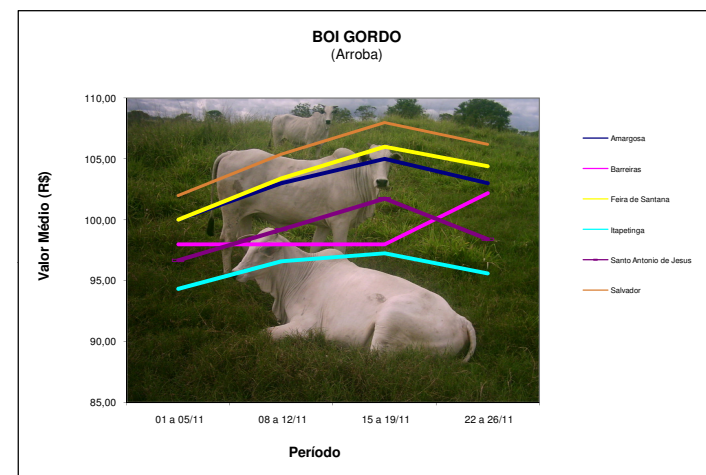 BOI GORDO
(Arroba)
Valor Médio (R$)
110,00
105,00
100,00
95,00
90,00
85,00
01 a 05/11
08 a 12/11
15 a 19/11
22 a 26/11
Período
Amargosa
Barreiras
Feira de Santana
Itapetinga
Santo Antonio de Jesus
Salvador